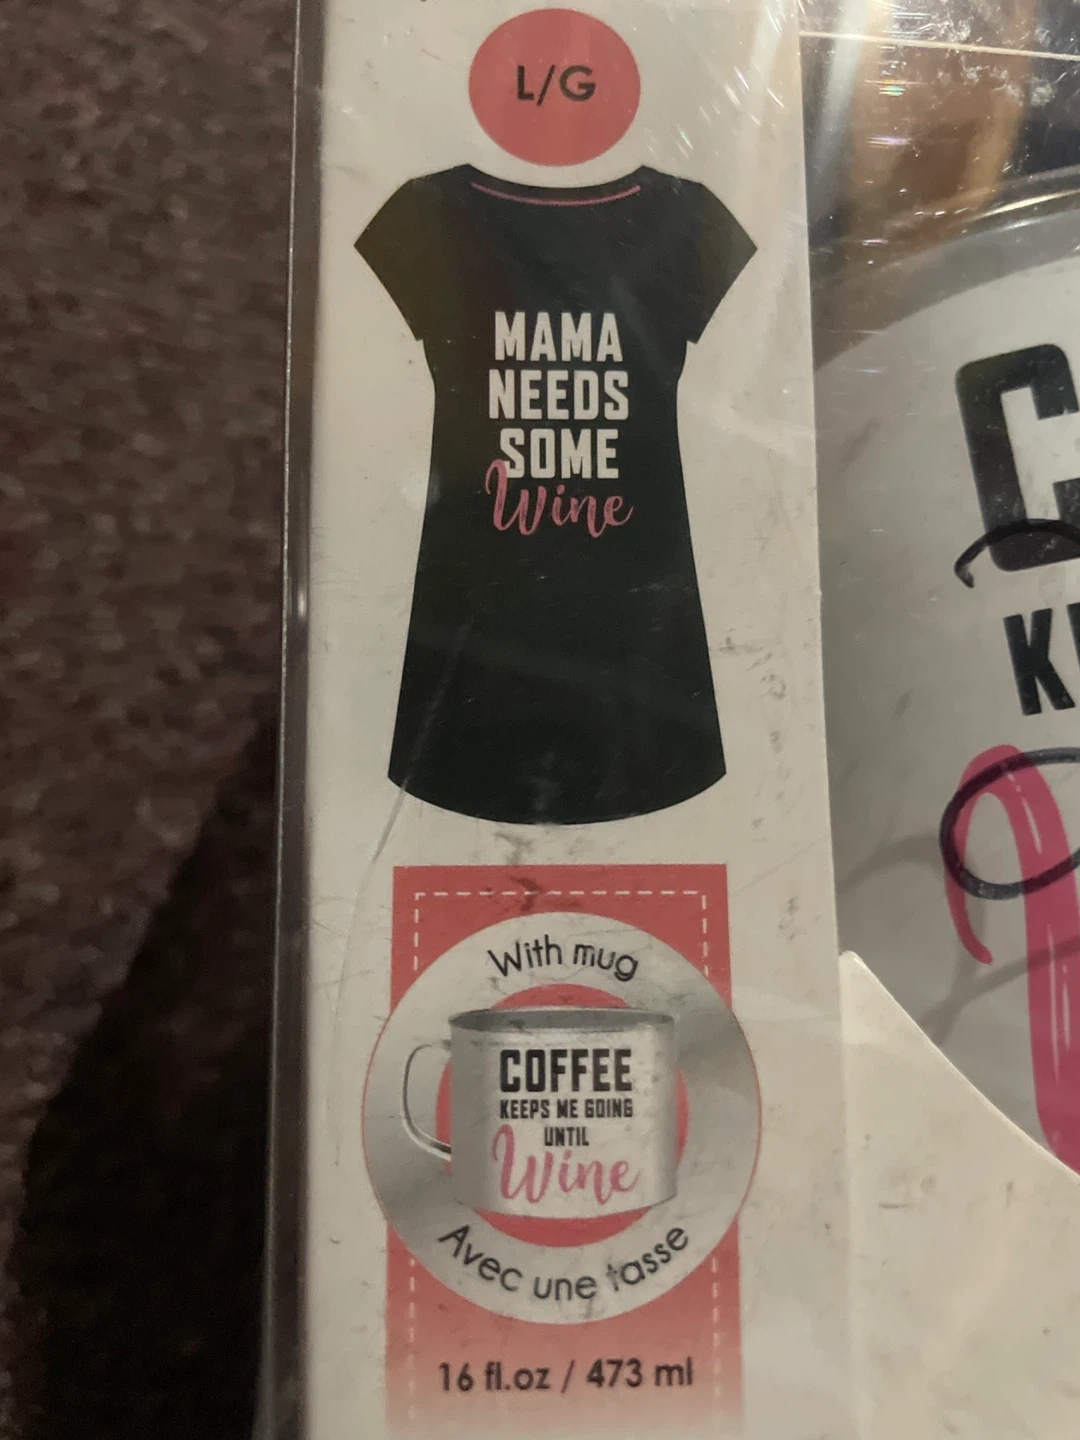 L/G
MAMA
NEEDS
SOME
Wine
With mug
COFFEE
KEEPS ME GOING
UNTIL
Wine
Avec une tasse
16 fl.oz / 473 ml